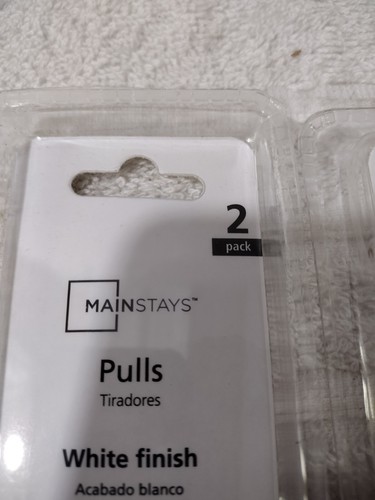 2
pack
MAINSTAYS™
Pulls
Tiradores
White finish
Acabado blanco